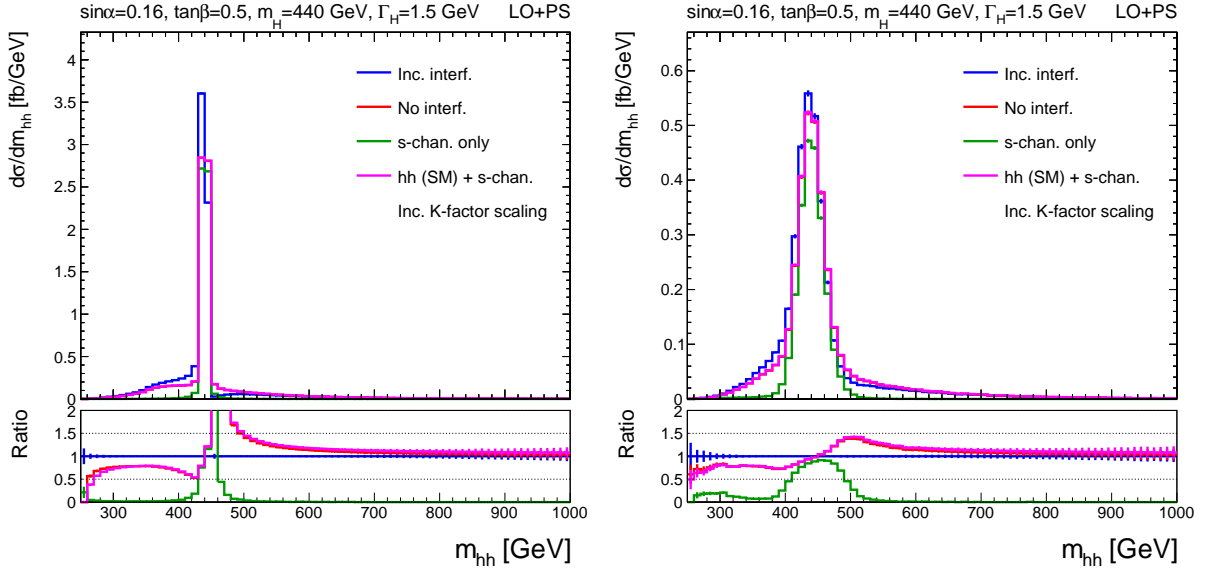 sinα=0.16, tanβ=0.5, m_H=440 GeV, Γ_H=1.5 GeV LO+PS
dσ/dm_hh [fb/GeV]
4
3.5
3
2.5
2
1.5
1
0.5
0
Inc. interf.
No interf.
s-chan. only
hh (SM) + s-chan.
Inc. K-factor scaling
Ratio
2
1.5
1
0.5
0
300 400 500 600 700 800 900 1000
m_hh [GeV]
sinα=0.16, tanβ=0.5, m_H=440 GeV, Γ_H=1.5 GeV LO+PS
dσ/dm_hh [fb/GeV]
0.6
0.5
0.4
0.3
0.2
0.1
0
Inc. interf.
No interf.
s-chan. only
hh (SM) + s-chan.
Inc. K-factor scaling
Ratio
2
1.5
1
0.5
0
300 400 500 600 700 800 900 1000
m_hh [GeV]